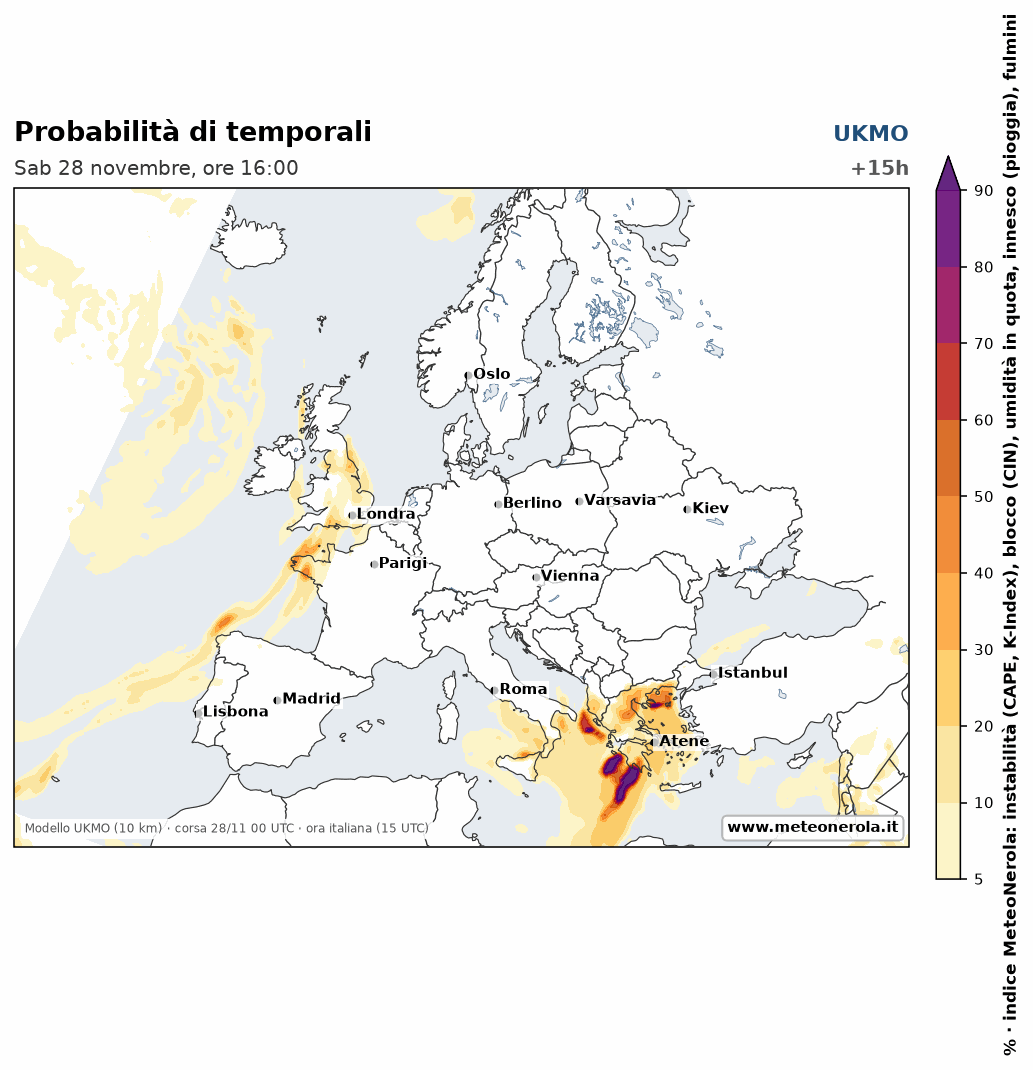 Probabilità di temporali
UKMO
Sab 28 novembre, ore 16:00
+15h
Oslo
Londra
Berlino
Varsavia
Kiev
Parigi
Vienna
Istanbul
Roma
Madrid
Lisbona
Atene
Modello UKMO (10 km) · corsa 28/11 00 UTC · ora italiana (15 UTC)
www.meteonerola.it
90
80
70
60
50
40
30
20
10
5
% · indice MeteoNerola: instabilità (CAPE, K-Index), blocco (CIN), umidità in quota, innesco (pioggia), fulmini